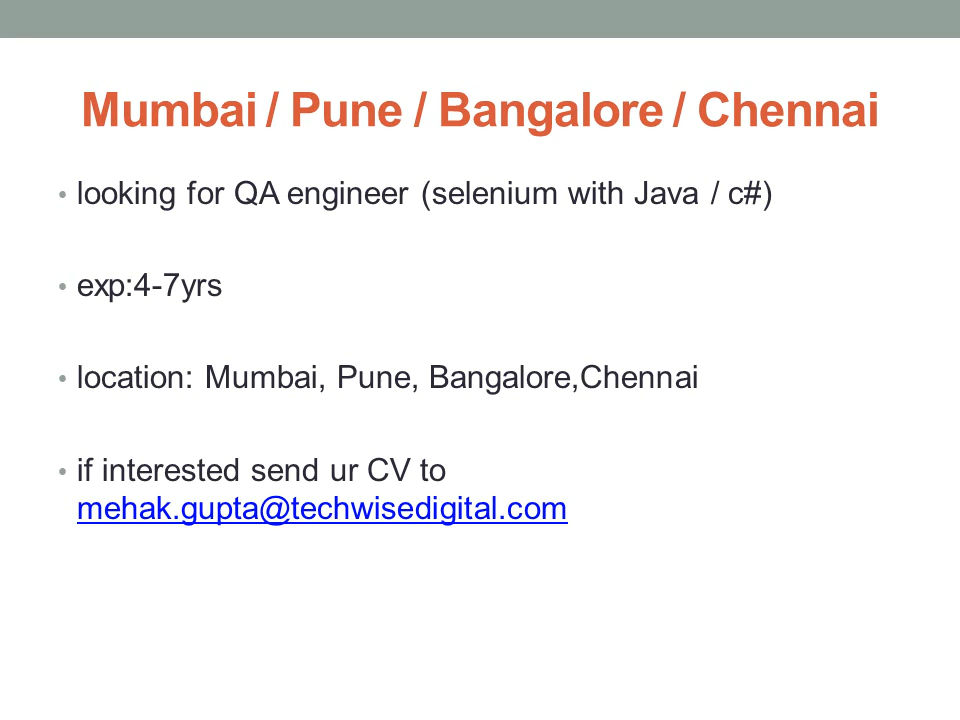 Mumbai / Pune / Bangalore / Chennai
• looking for QA engineer (selenium with Java / c#)
• exp:4-7yrs
• location: Mumbai, Pune, Bangalore,Chennai
• if interested send ur CV to
mehak.gupta@techwisedigital.com